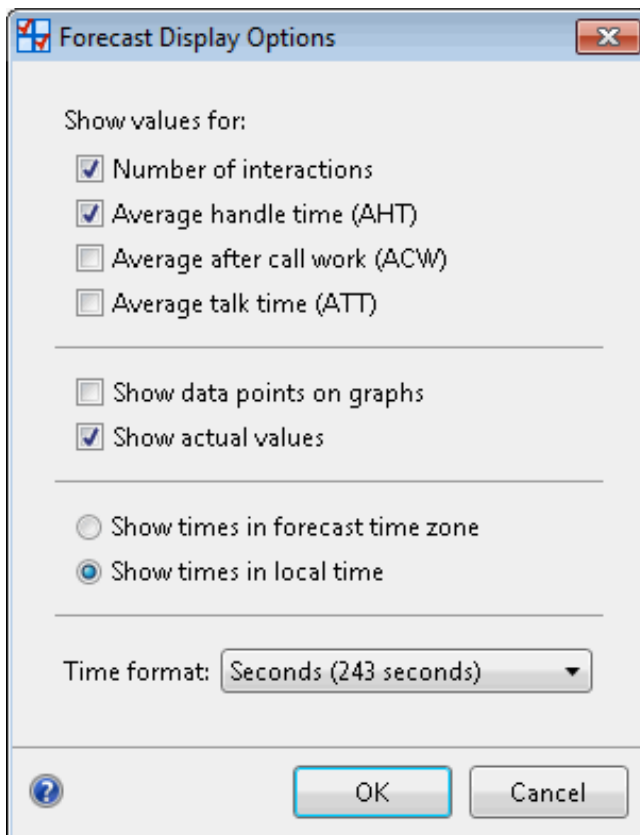 Forecast Display Options
Show values for:
Number of interactions
Average handle time (AHT)
Average after call work (ACW)
Average talk time (ATT)
Show data points on graphs
Show actual values
Show times in forecast time zone
Show times in local time
Time format: Seconds (243 seconds)
? OK Cancel